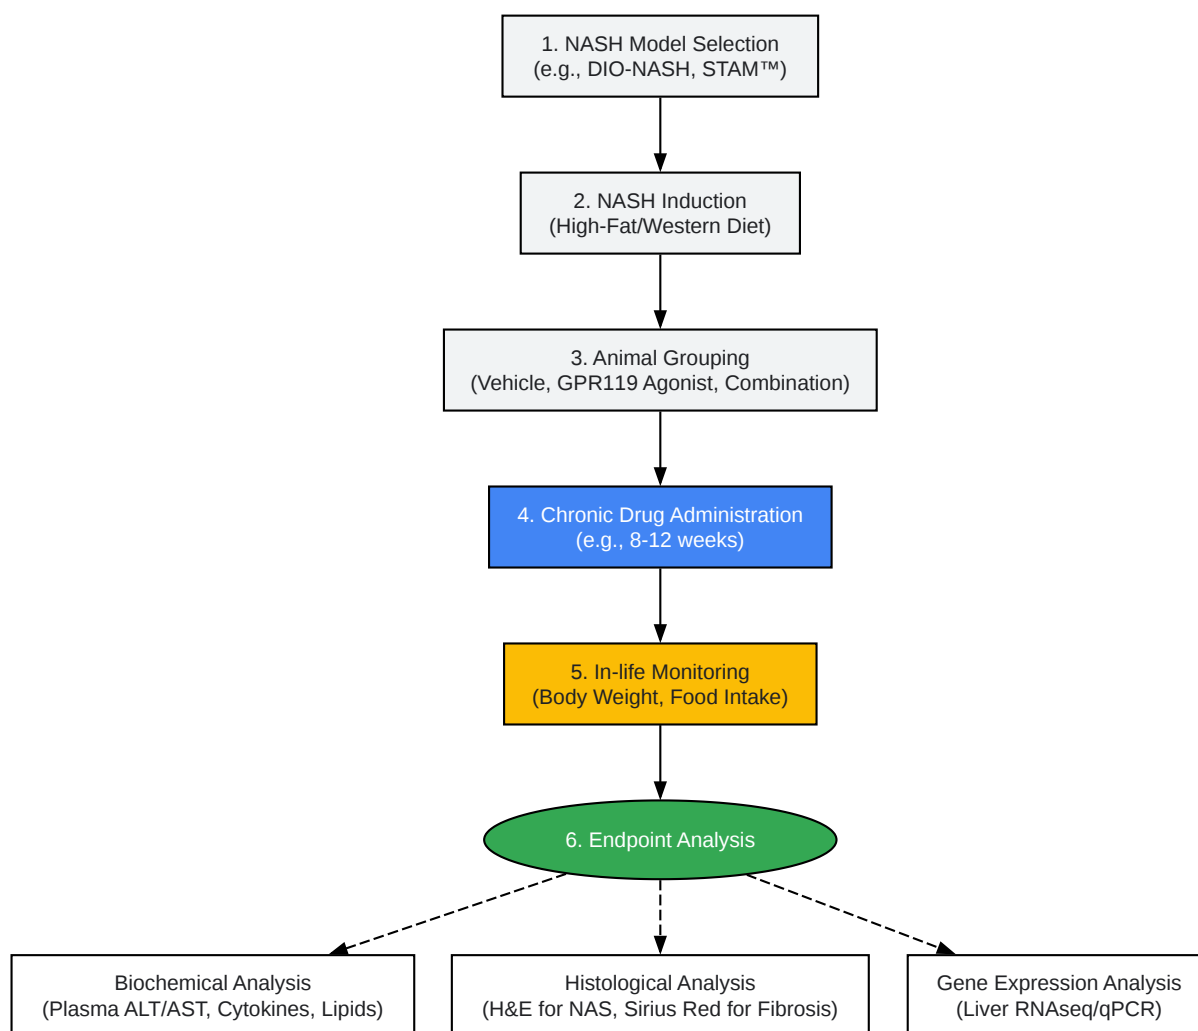 1. NASH Model Selection
(e.g., DIO-NASH, STAM™)
2. NASH Induction
(High-Fat/Western Diet)
3. Animal Grouping
(Vehicle, GPR119 Agonist, Combination)
4. Chronic Drug Administration
(e.g., 8-12 weeks)
5. In-life Monitoring
(Body Weight, Food Intake)
6. Endpoint Analysis
Biochemical Analysis
(Plasma ALT/AST, Cytokines, Lipids)
Histological Analysis
(H&E for NAS, Sirius Red for Fibrosis)
Gene Expression Analysis
(Liver RNAseq/qPCR)